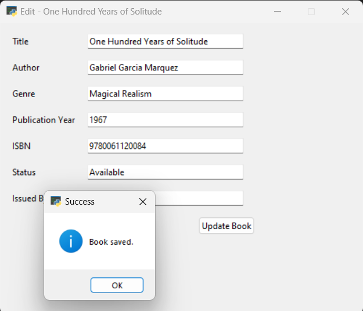 Edit - One Hundred Years of Solitude
Title One Hundred Years of Solitude
Author Gabriel Garcia Marquez
Genre Magical Realism
Publication Year 1967
ISBN 9780061120084
Status Available
Issued B
Update Book
Success
Book saved.
OK